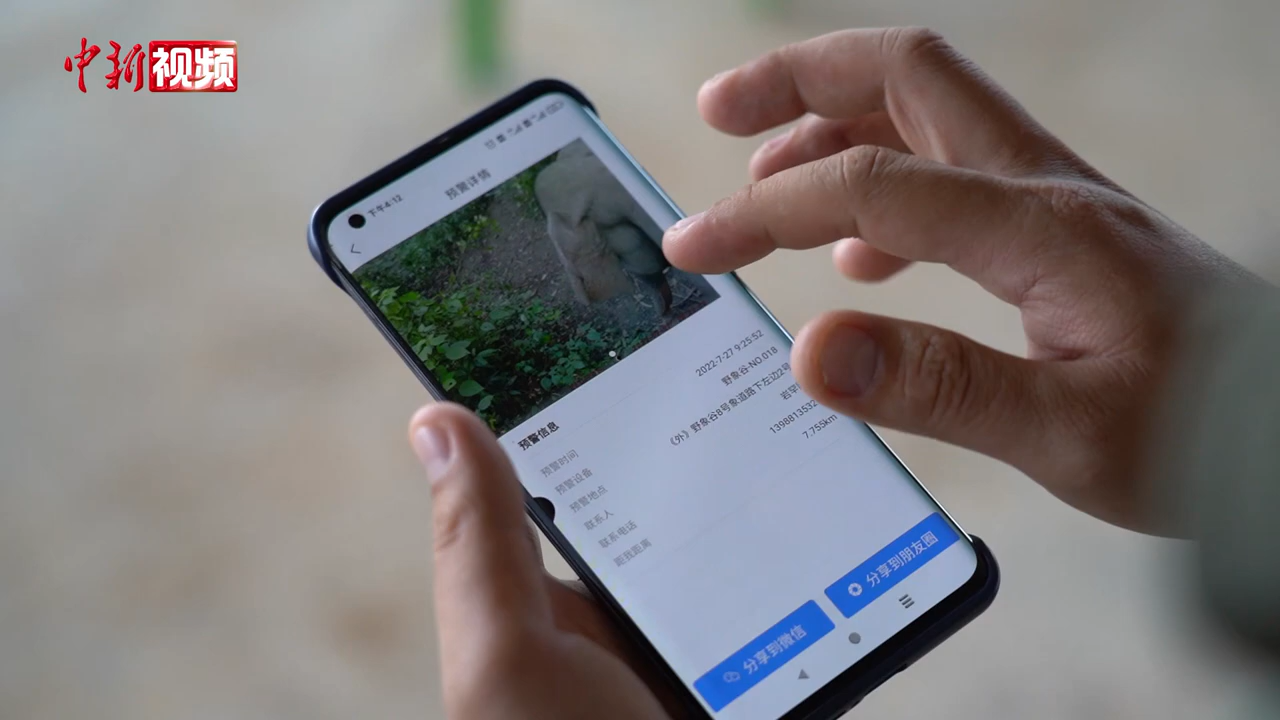 中新视频
下午4:12
预警详情
预警信息
预警时间 2022-7-27 9:25:52
预警设备 野象谷-NO.018
预警地点 《外》野象谷8号象道路下左边2号
联系人 岩罕
联系电话 1398813532
距我距离 7.755km
分享到微信
分享到朋友圈